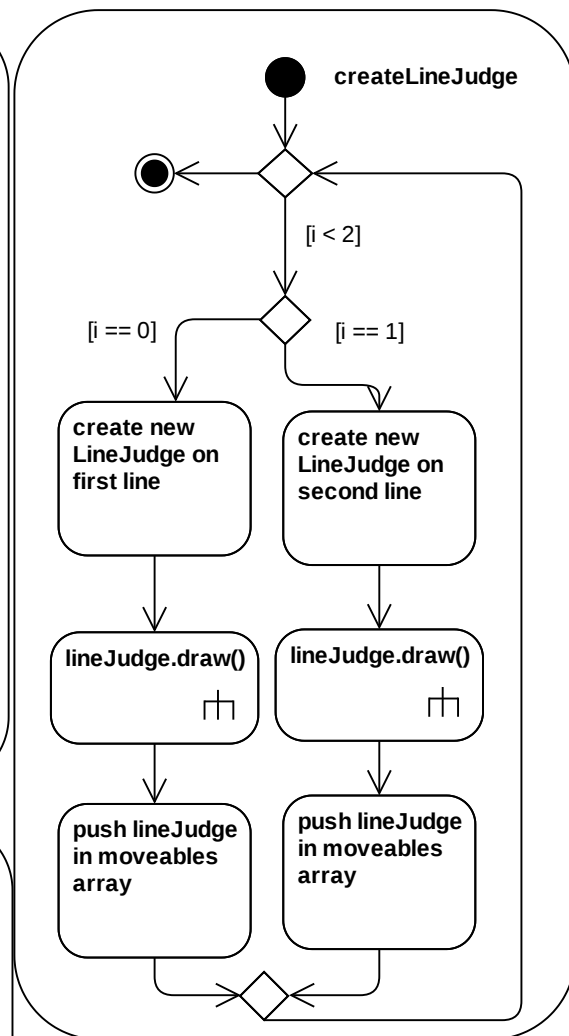 createLineJudge
[i < 2]
[i == 0]
[i == 1]
create new
LineJudge on
first line
create new
LineJudge on
second line
lineJudge.draw()
lineJudge.draw()
push lineJudge
in moveables
array
push lineJudge
in moveables
array